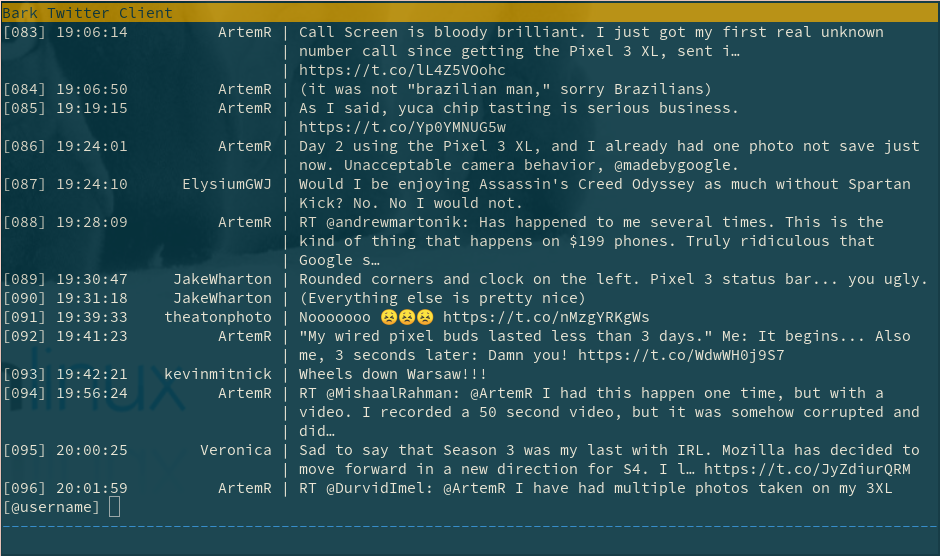 Bark Twitter Client
[083] 19:06:14 ArtemR | Call Screen is bloody brilliant. I just got my first real unknown
| number call since getting the Pixel 3 XL, sent i…
| https://t.co/lL4Z5VOohc
[084] 19:06:50 ArtemR | (it was not "brazilian man," sorry Brazilians)
[085] 19:19:15 ArtemR | As I said, yuca chip tasting is serious business.
| https://t.co/Yp0YMNUG5w
[086] 19:24:01 ArtemR | Day 2 using the Pixel 3 XL, and I already had one photo not save just
| now. Unacceptable camera behavior, @madebygoogle.
[087] 19:24:10 ElysiumGWJ | Would I be enjoying Assassin's Creed Odyssey as much without Spartan
| Kick? No. No I would not.
[088] 19:28:09 ArtemR | RT @andrewmartonik: Has happened to me several times. This is the
| kind of thing that happens on $199 phones. Truly ridiculous that
| Google s…
[089] 19:30:47 JakeWharton | Rounded corners and clock on the left. Pixel 3 status bar... you ugly.
[090] 19:31:18 JakeWharton | (Everything else is pretty nice)
[091] 19:39:33 theatonphoto | Nooooooo 😣😣😣 https://t.co/nMzgYRKgWs
[092] 19:41:23 ArtemR | "My wired pixel buds lasted less than 3 days." Me: It begins... Also
| me, 3 seconds later: Damn you! https://t.co/WdwWH0j9S7
[093] 19:42:21 kevinmitnick | Wheels down Warsaw!!!
[094] 19:56:24 ArtemR | RT @MishaalRahman: @ArtemR I had this happen one time, but with a
| video. I recorded a 50 second video, but it was somehow corrupted and
| did…
[095] 20:00:25 Veronica | Sad to say that Season 3 was my last with IRL. Mozilla has decided to
| move forward in a new direction for S4. I l… https://t.co/JyZdiurQRM
[096] 20:01:59 ArtemR | RT @DurvidImel: @ArtemR I have had multiple photos taken on my 3XL
[@username]
linux